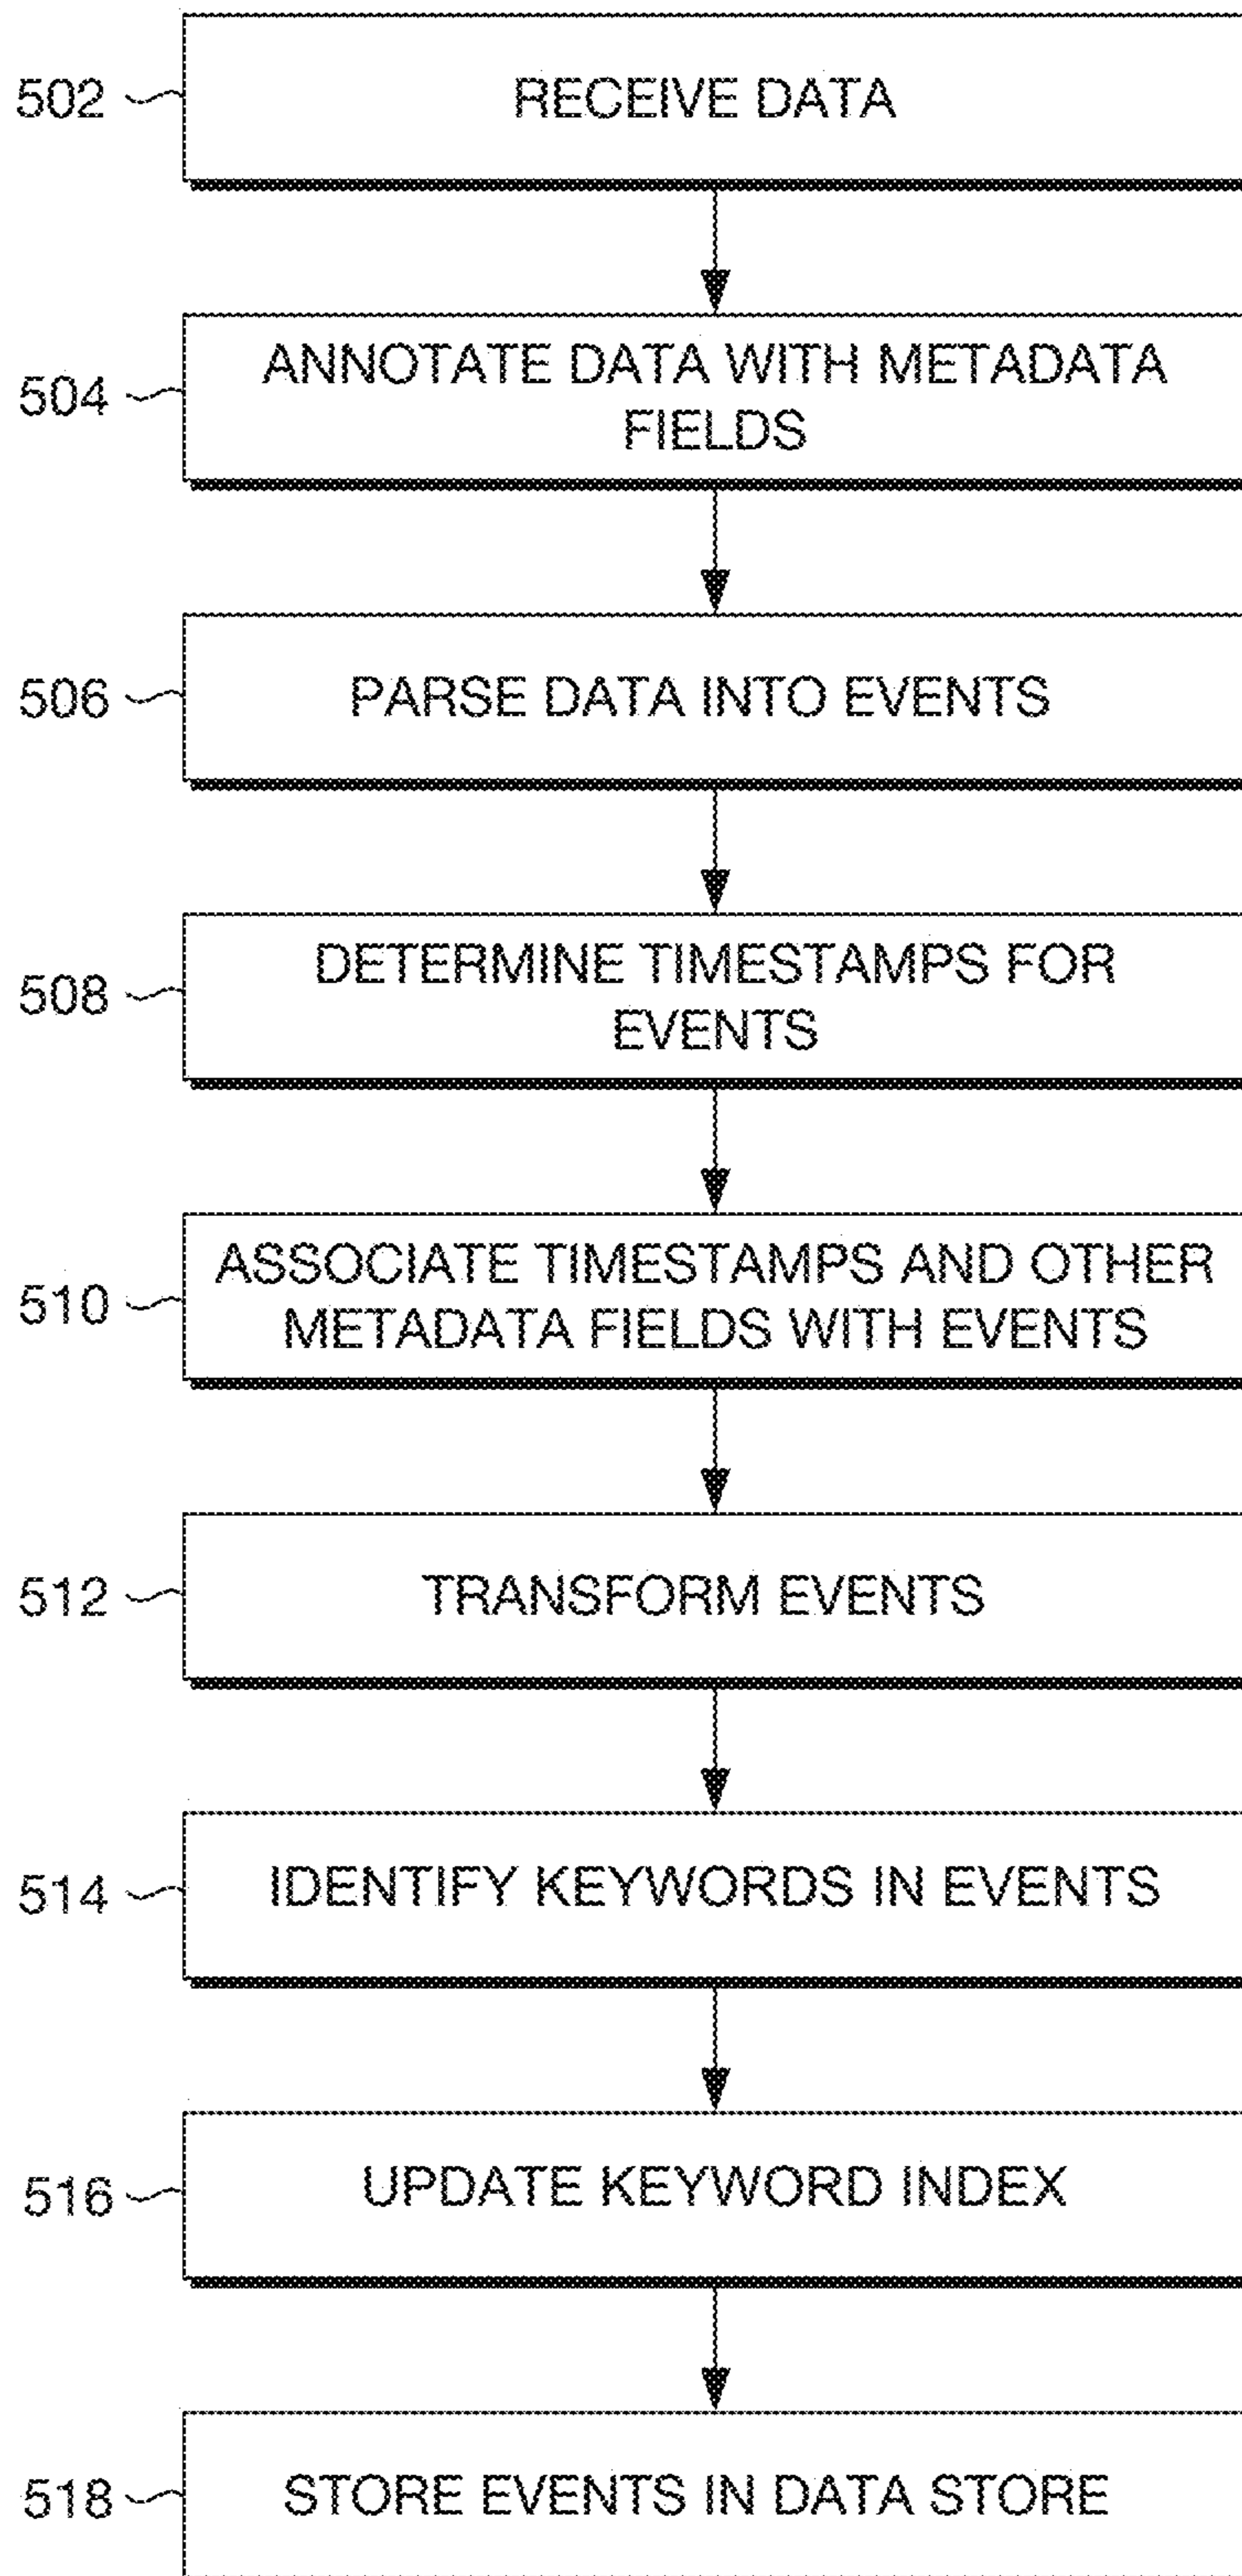 502
RECEIVE DATA
504
ANNOTATE DATA WITH METADATA
FIELDS
506
PARSE DATA INTO EVENTS
508
DETERMINE TIMESTAMPS FOR
EVENTS
510
ASSOCIATE TIMESTAMPS AND OTHER
METADATA FIELDS WITH EVENTS
512
TRANSFORM EVENTS
514
IDENTIFY KEYWORDS IN EVENTS
516
UPDATE KEYWORD INDEX
518
STORE EVENTS IN DATA STORE